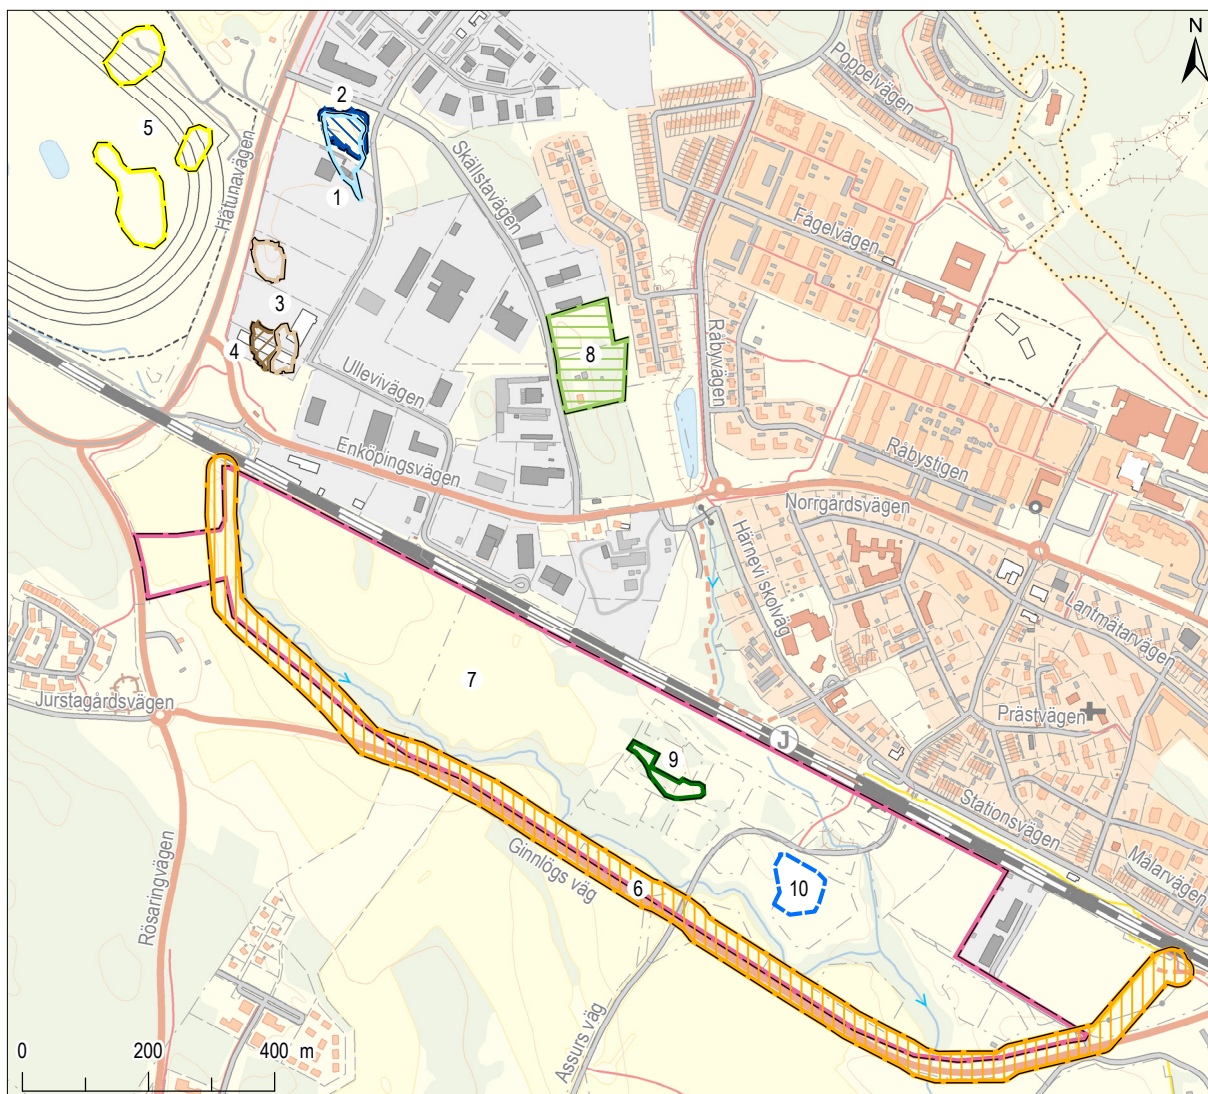 N
Poppelvägen
2
5
Skällstavägen
Håtunavägen
1
Fågelvägen
3
4
8
Råbyvägen
Ullevivägen
Enköpingsvägen
Råbystigen
Norrgårdsvägen
Härnevi skolväg
Lantmätarvägen
7
Jurstagårdsvägen
Prästvägen
J
9
Stationsvägen
Målarvägen
Ginnlögs väg
6
10
Rösaringvägen
Assurs väg
0 200 400 m